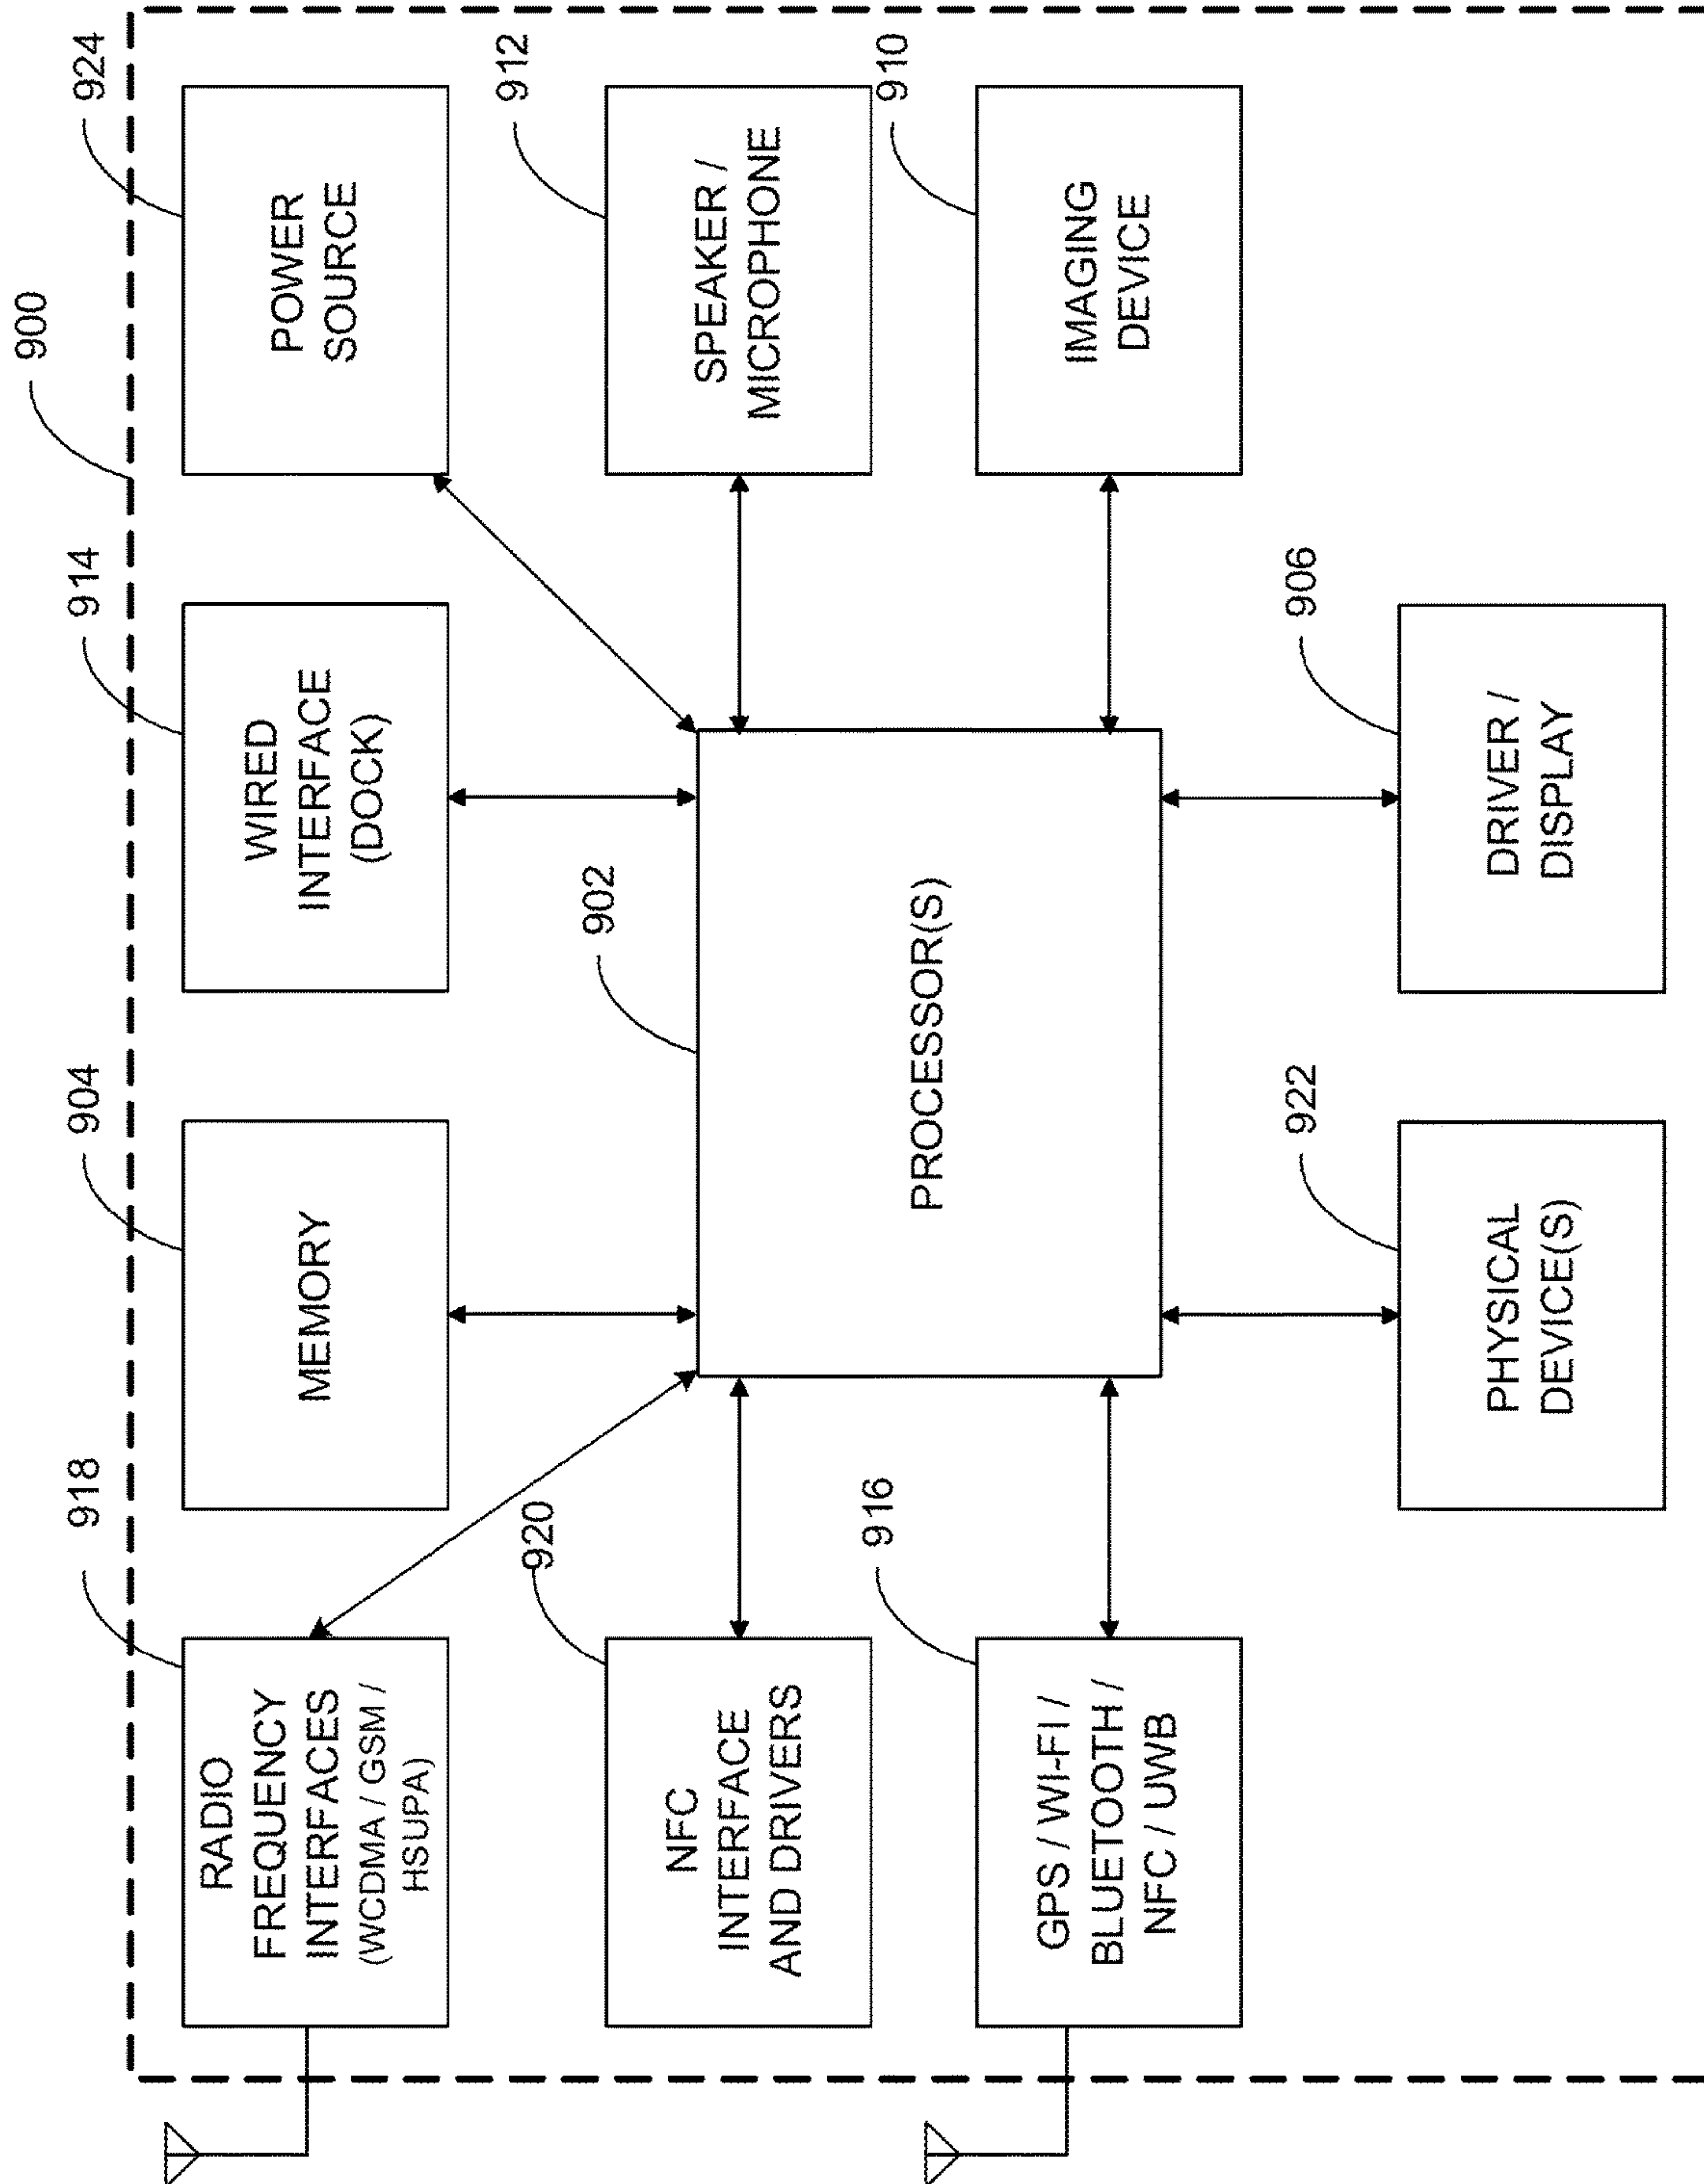 900
918
904
914
924
RADIO
FREQUENCY
INTERFACES
(WCDMA / GSM /
HSUPA)
MEMORY
WIRED
INTERFACE
(DOCK)
POWER
SOURCE
920
902
912
NFC
INTERFACE
AND DRIVERS
PROCESSOR(S)
SPEAKER /
MICROPHONE
916
910
GPS / WI-FI /
BLUETOOTH /
NFC / UWB
IMAGING
DEVICE
922
906
PHYSICAL
DEVICE(S)
DRIVER /
DISPLAY